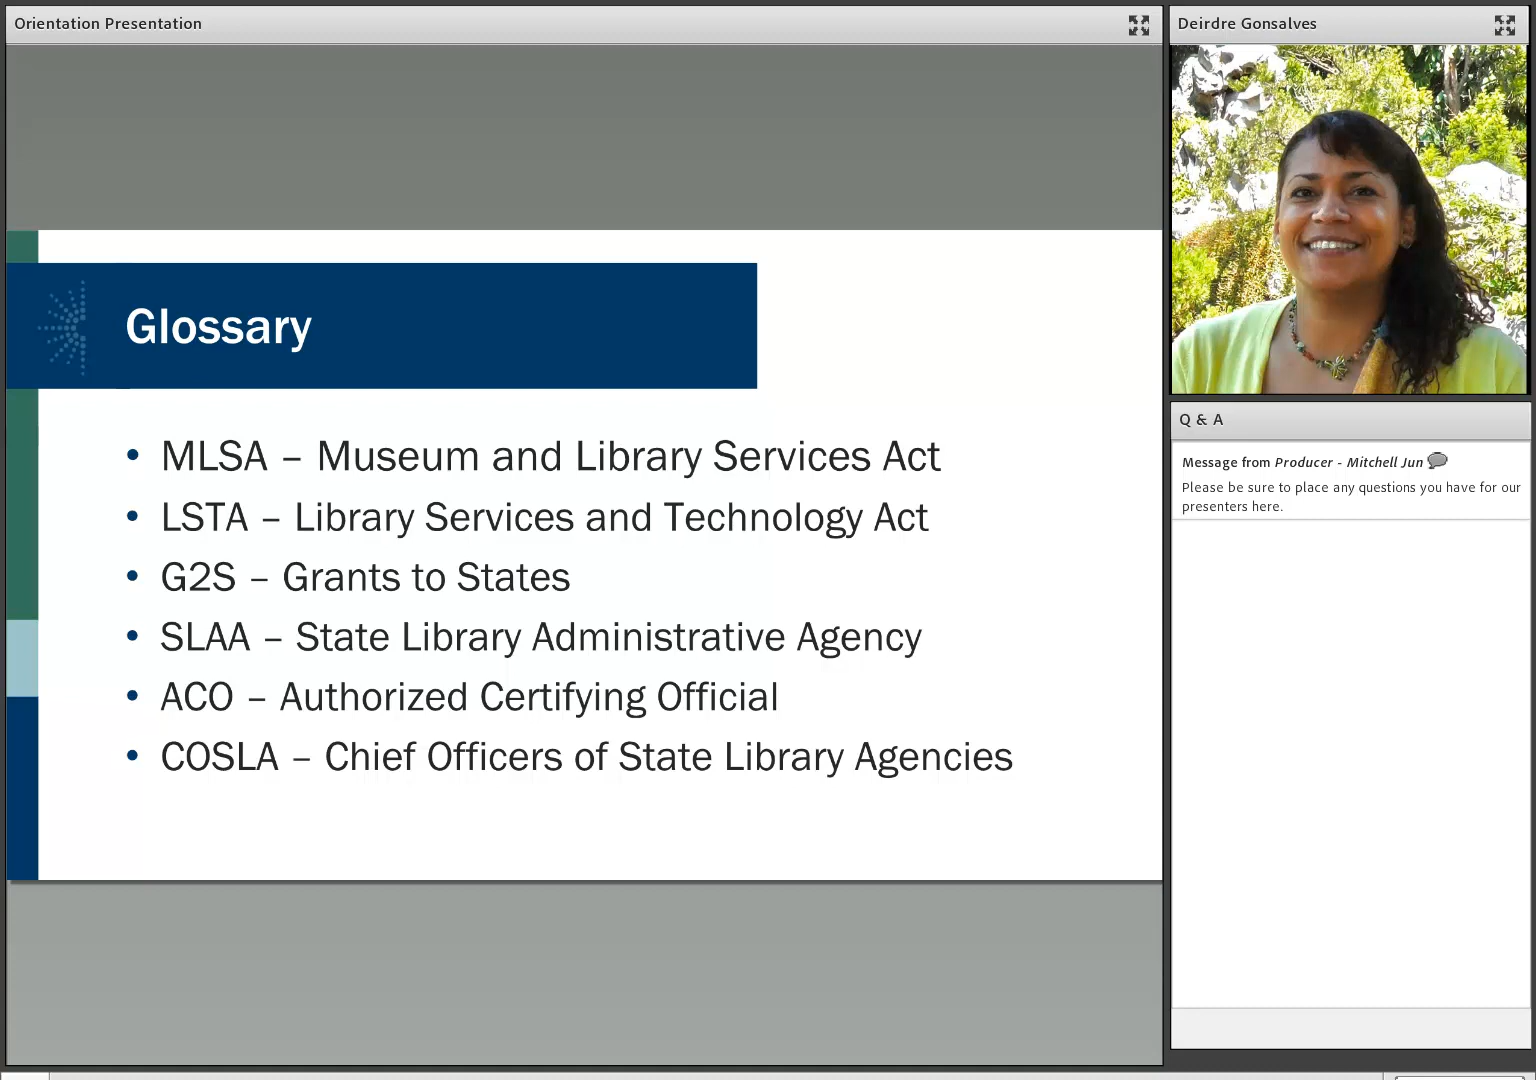 Orientation Presentation
Glossary
• MLSA – Museum and Library Services Act
• LSTA – Library Services and Technology Act
• G2S – Grants to States
• SLAA – State Library Administrative Agency
• ACO – Authorized Certifying Official
• COSLA – Chief Officers of State Library Agencies
Deirdre Gonsalves
Q & A
Message from Producer - Mitchell Jun
Please be sure to place any questions you have for our
presenters here.